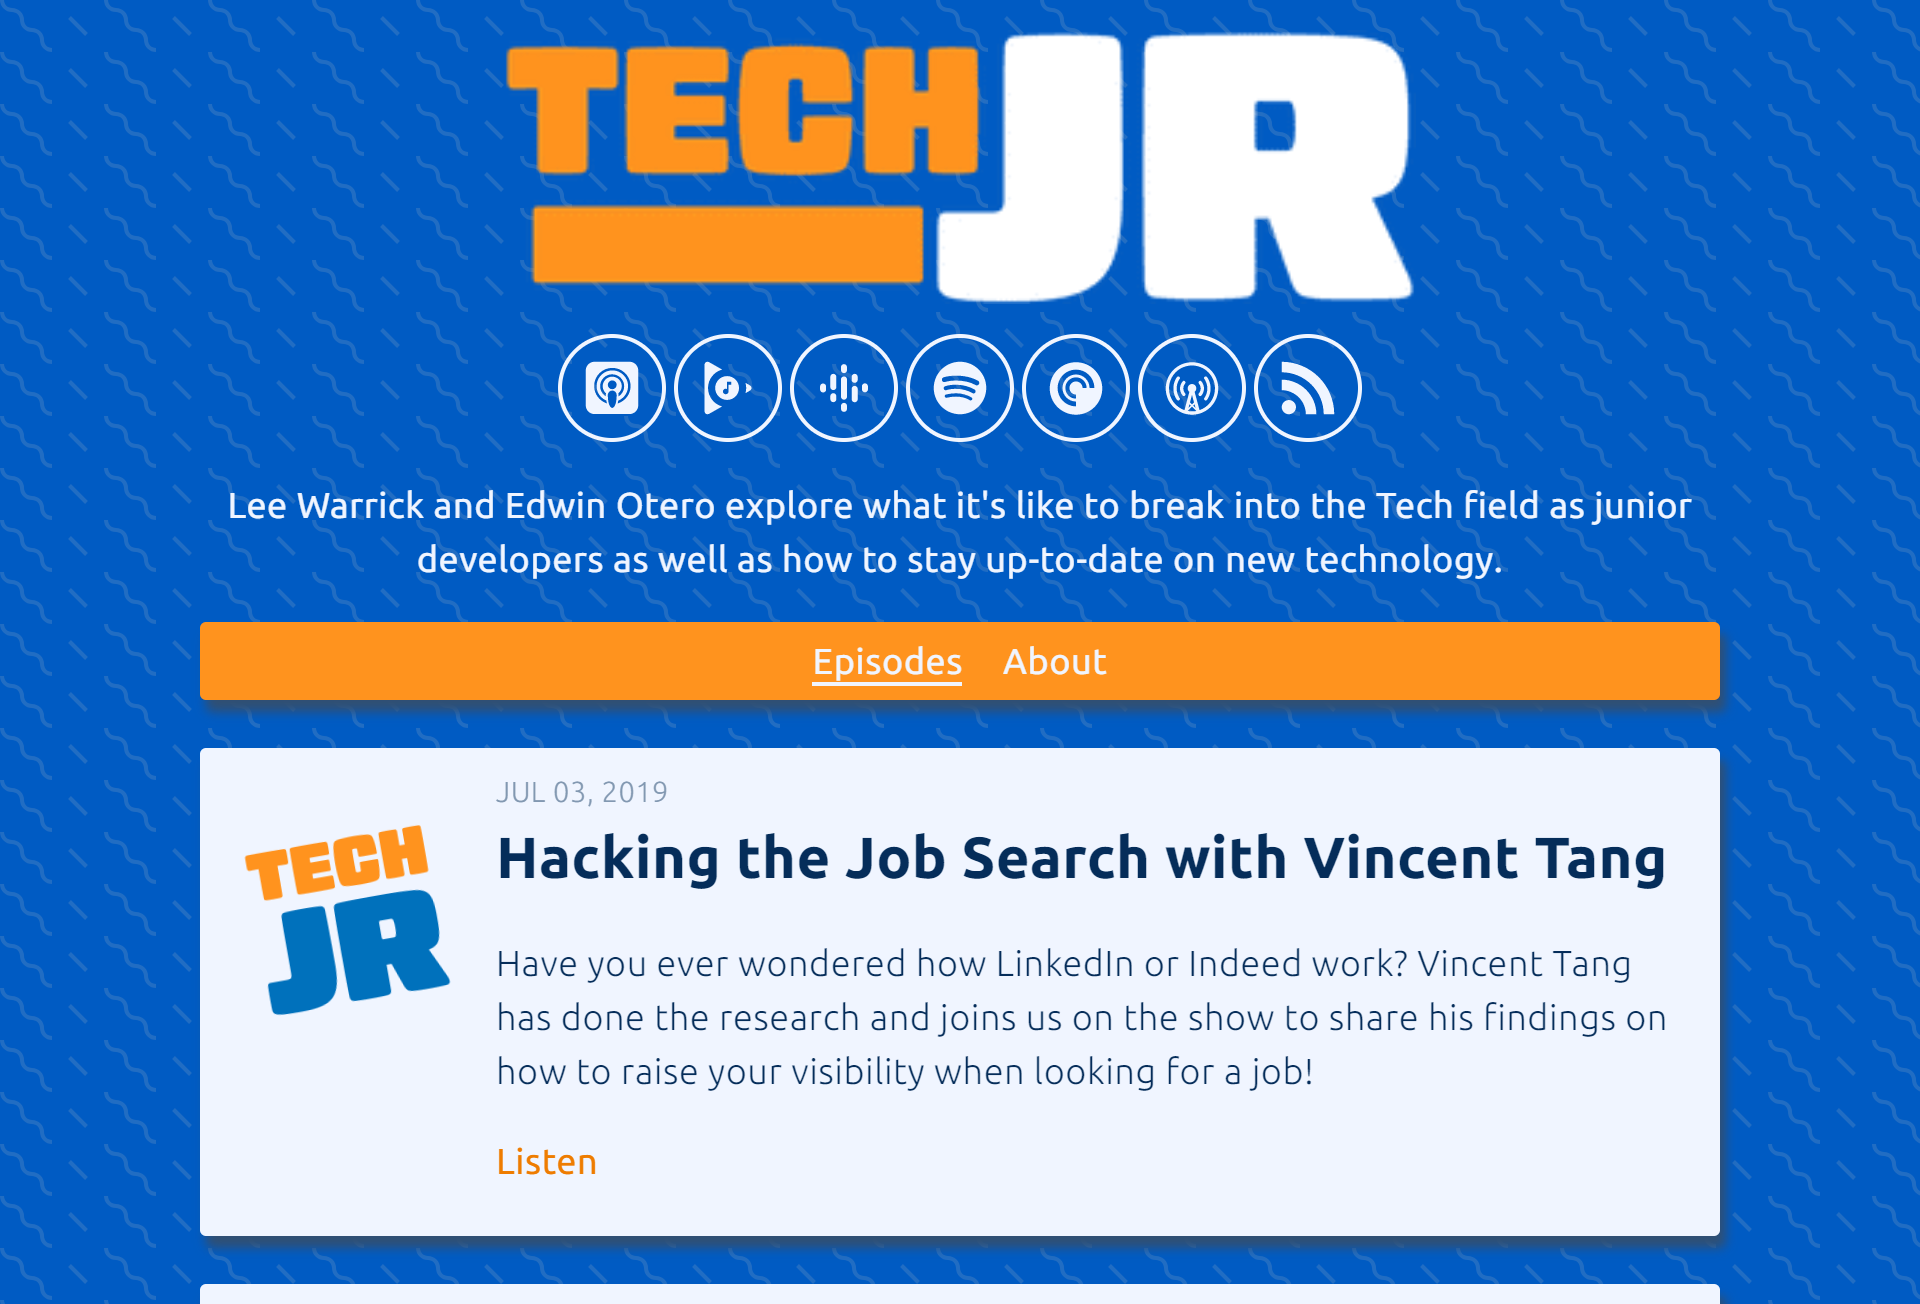 TECH JR
Lee Warrick and Edwin Otero explore what it's like to break into the Tech field as junior
developers as well as how to stay up-to-date on new technology.
Episodes About
JUL 03, 2019
TECH
JR
Hacking the Job Search with Vincent Tang
Have you ever wondered how LinkedIn or Indeed work? Vincent Tang
has done the research and joins us on the show to share his findings on
how to raise your visibility when looking for a job!
Listen